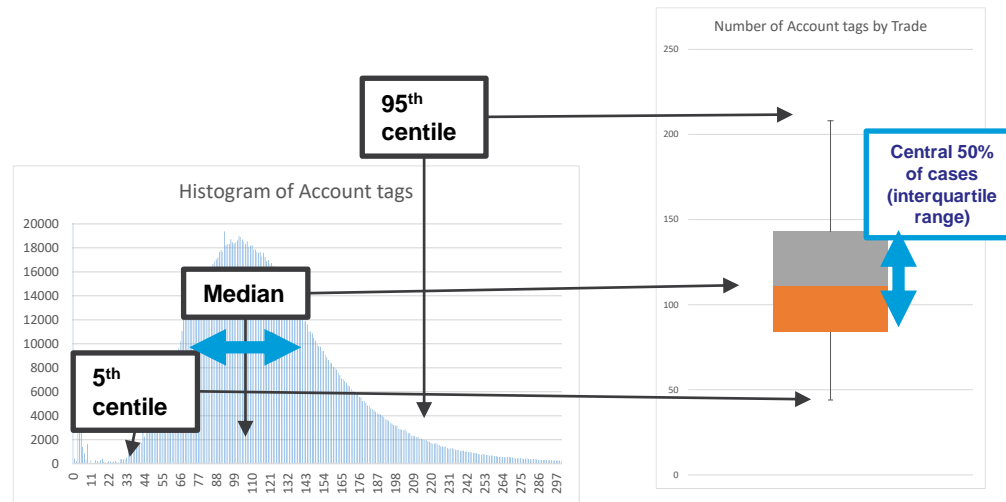 Number of Account tags by Trade
250
200
150
100
50
0
95th
centile
Central 50%
of cases
(interquartile
range)
Histogram of Account tags
20000
18000
16000
14000
12000
10000
8000
6000
4000
2000
0
Median
5th
centile
0 11 22 33 44 55 66 77 88 99 110 121 132 143 154 165 176 187 198 209 220 231 242 253 264 275 286 297